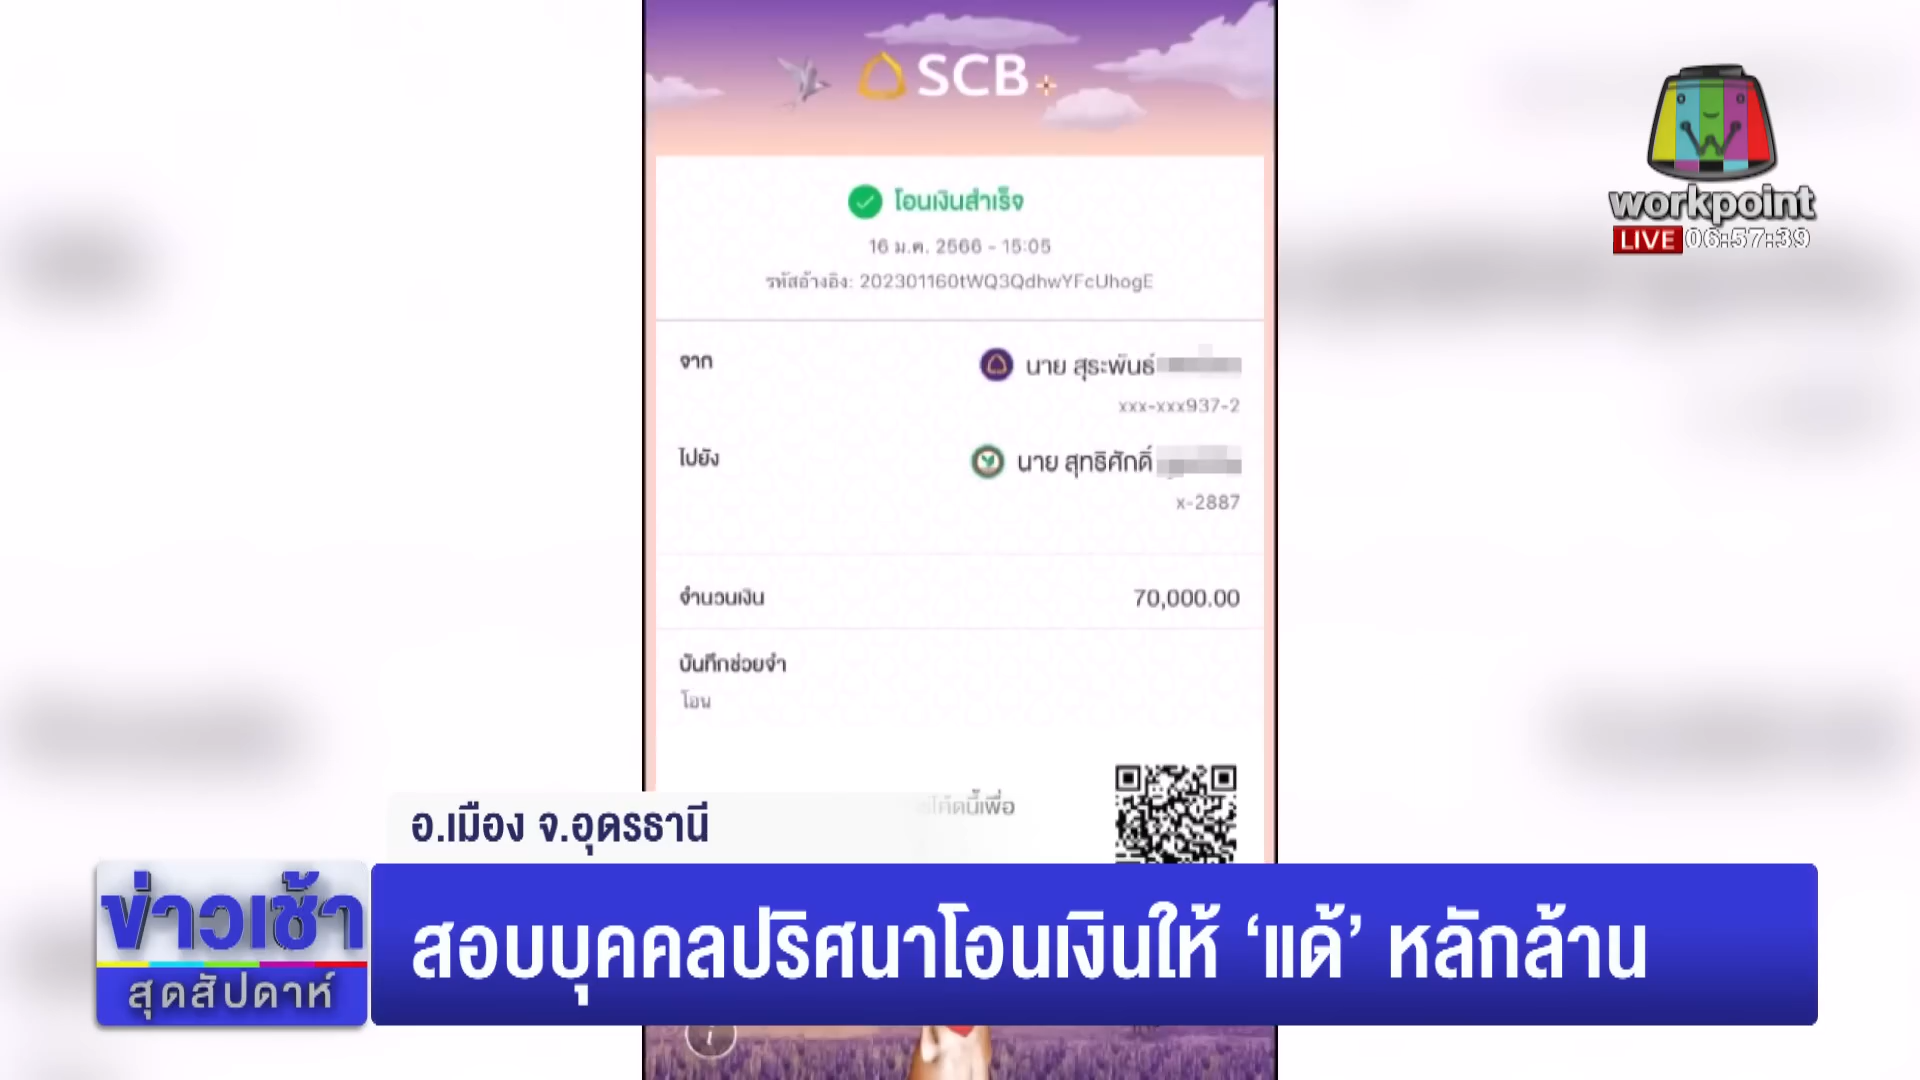 SCB
workpoint
LIVE 06:57:39
โอนเงินสำเร็จ
16 ม.ค. 2566 - 15:05
รหัสอ้างอิง: 202301160tWQ3QdhwYFcUhogE
จาก
นาย สุระพันธ์
xxx-xxx937-2
ไปยัง
นาย สุทธิศักดิ์
x-2887
จำนวนเงิน 70,000.00
บันทึกช่วยจำ
โอน
โค้ดนี้เพื่อ
อ.เมือง จ.อุดรธานี
ข่าวเช้า
สุดสัปดาห์
สอบบุคคลปริศนาโอนเงินให้ ‘แด้’ หลักล้าน